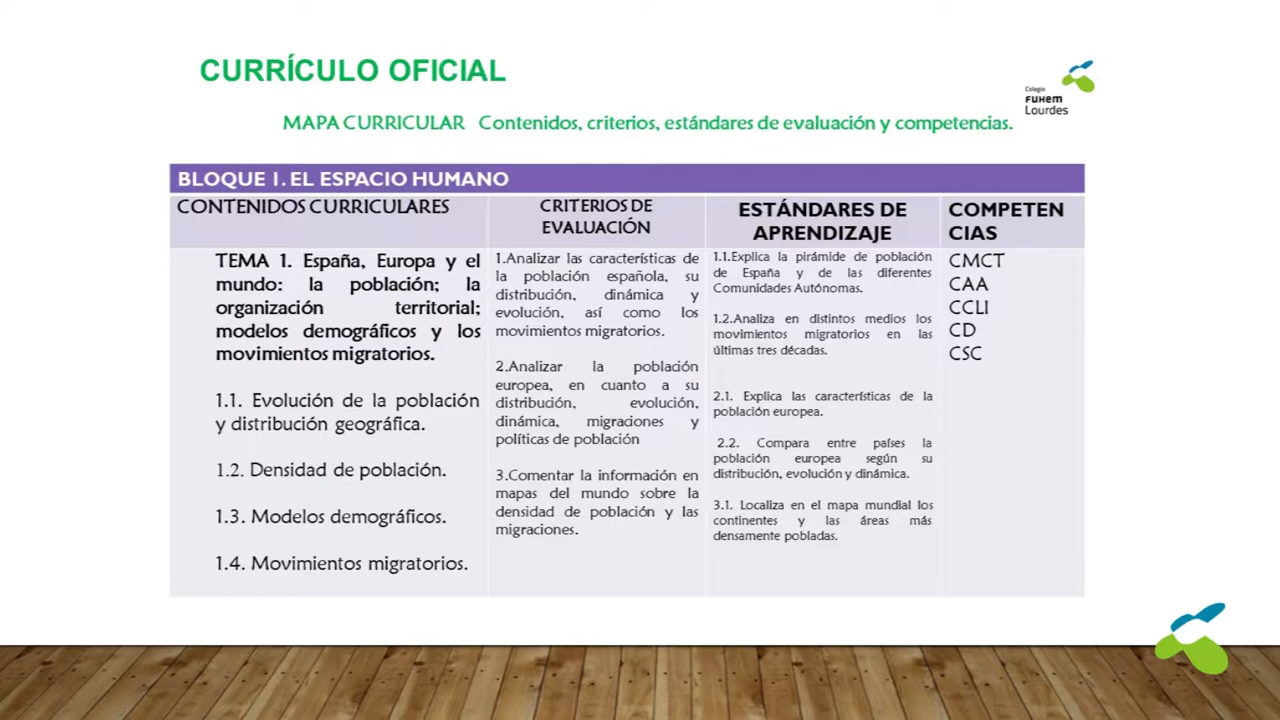 CURRÍCULO OFICIAL
Colegio
FUHEM
Lourdes
MAPA CURRICULAR Contenidos, criterios, estándares de evaluación y competencias.
BLOQUE 1. EL ESPACIO HUMANO
CONTENIDOS CURRICULARES
CRITERIOS DE
EVALUACIÓN
ESTÁNDARES DE
APRENDIZAJE
COMPETEN
CIAS
TEMA 1. España, Europa y el
mundo: la población; la
organización territorial;
modelos demográficos y los
movimientos migratorios.
1.1. Evolución de la población
y distribución geográfica.
1.2. Densidad de población.
1.3. Modelos demográficos.
1.4. Movimientos migratorios.
1.Analizar las características de
la población española, su
distribución, dinámica y
evolución, así como los
movimientos migratorios.
2.Analizar la población
europea, en cuanto a su
distribución, evolución,
dinámica, migraciones y
políticas de población
3.Comentar la información en
mapas del mundo sobre la
densidad de población y las
migraciones.
1.1.Explica la pirámide de población
de España y de las diferentes
Comunidades Autónomas.
1.2.Analiza en distintos medios los
movimientos migratorios en las
últimas tres décadas.
2.1. Explica las características de la
población europea.
2.2. Compara entre países la
población europea según su
distribución, evolución y dinámica.
3.1. Localiza en el mapa mundial los
continentes y las áreas más
densamente pobladas.
CMCT
CAA
CCLI
CD
CSC